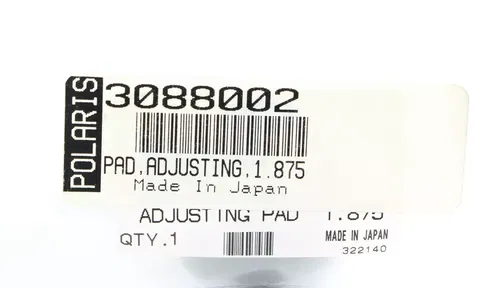 POLARIS
3088002
PAD,ADJUSTING,1.875
Made In Japan
ADJUSTING PAD 1.875
QTY.1
MADE IN JAPAN
322140